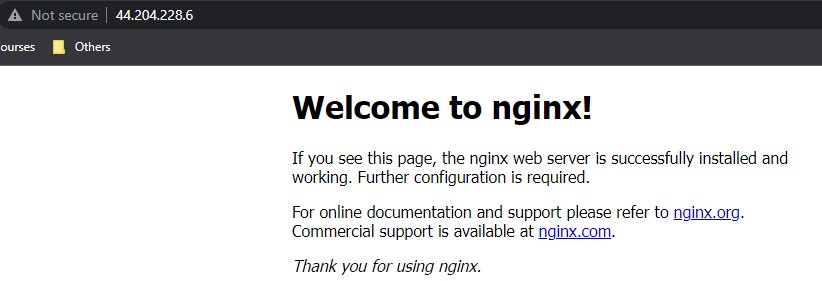 Not secure 44.204.228.6
ourses Others
Welcome to nginx!
If you see this page, the nginx web server is successfully installed and
working. Further configuration is required.
For online documentation and support please refer to nginx.org.
Commercial support is available at nginx.com.
Thank you for using nginx.